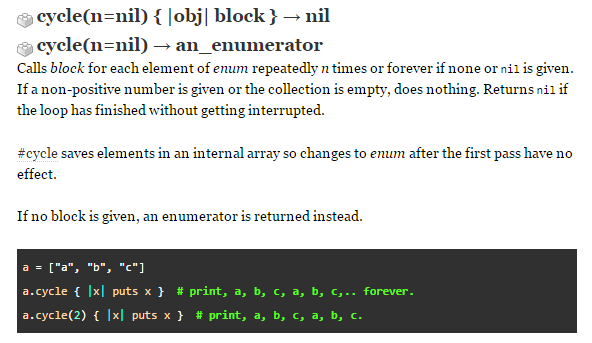 cycle(n=nil) { |obj| block } → nil
cycle(n=nil) → an_enumerator
Calls block for each element of enum repeatedly n times or forever if none or nil is given.
If a non-positive number is given or the collection is empty, does nothing. Returns nil if
the loop has finished without getting interrupted.
#cycle saves elements in an internal array so changes to enum after the first pass have no
effect.
If no block is given, an enumerator is returned instead.
a = ["a", "b", "c"]
a.cycle { |x| puts x }  # print, a, b, c, a, b, c,.. forever.
a.cycle(2) { |x| puts x }  # print, a, b, c, a, b, c.